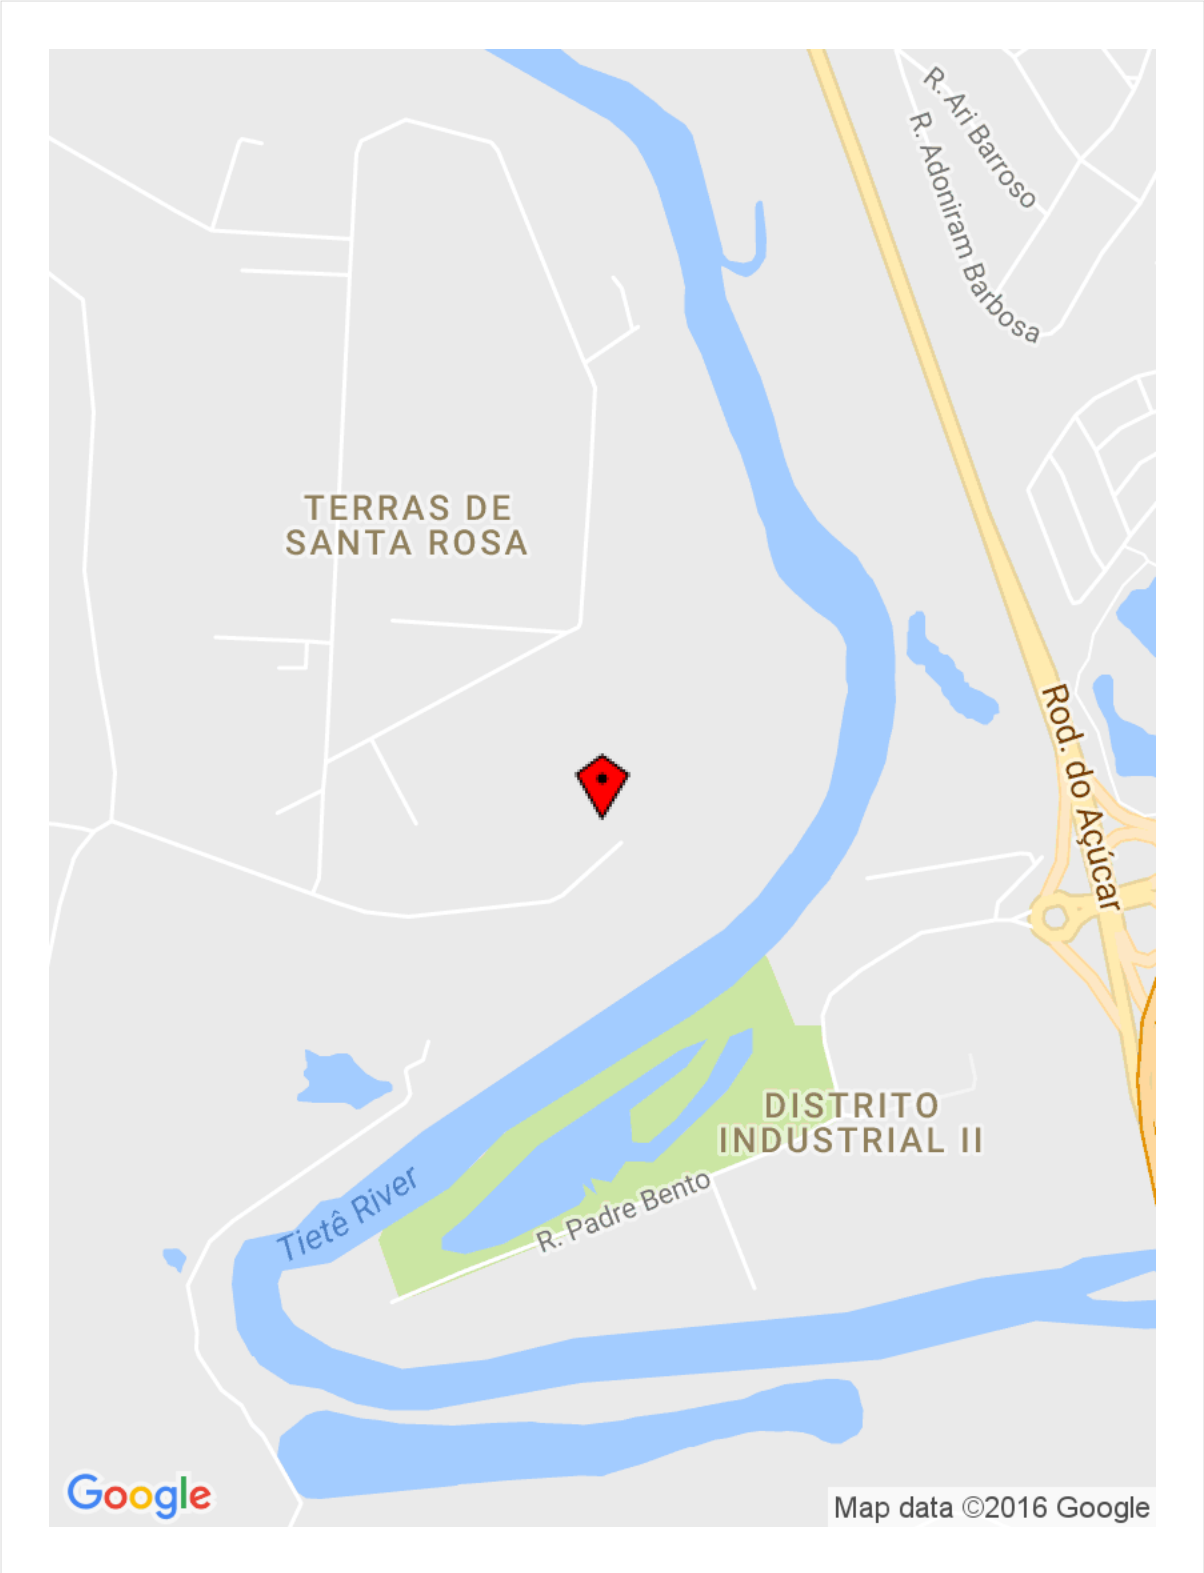 R. Ari Barroso
R. Adoniram Barbosa
TERRAS DE
SANTA ROSA
Rod. do Açúcar
DISTRITO
INDUSTRIAL II
Tietê River
R. Padre Bento
Google
Map data ©2016 Google